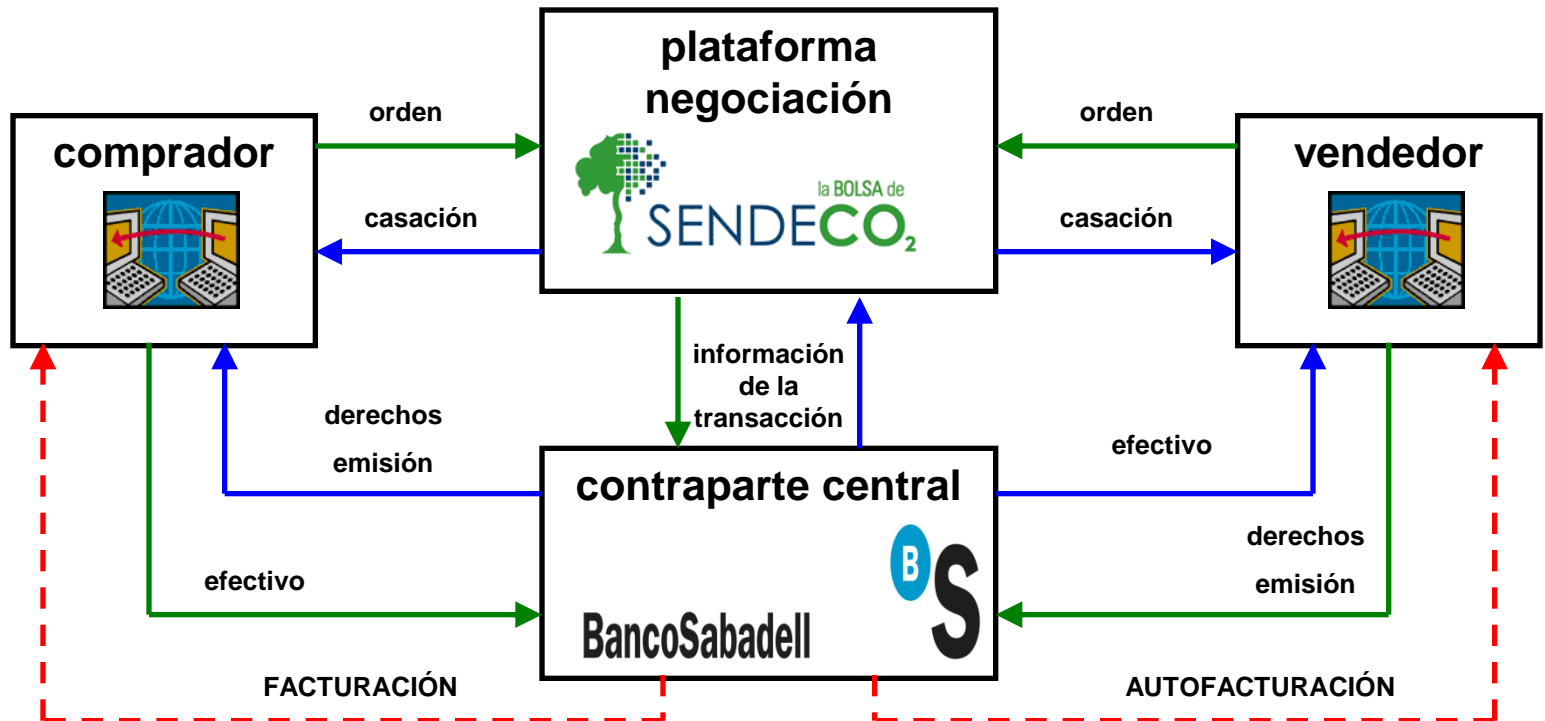 plataforma
negociación
la BOLSA de
SENDECO₂
comprador
orden
casación
vendedor
orden
casación
información
de la
transacción
derechos
emisión
efectivo
contraparte central
B
S
BancoSabadell
efectivo
derechos
emisión
FACTURACIÓN
AUTOFACTURACIÓN